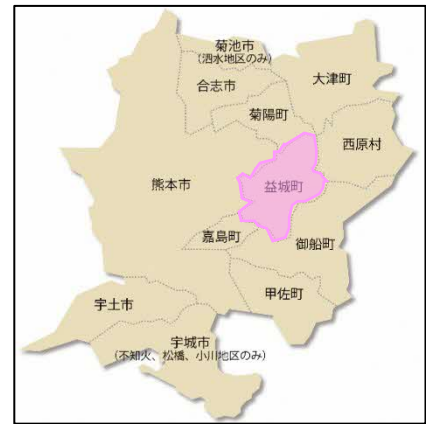 菊池市
(泗水地区のみ)
合志市
大津町
菊陽町
西原村
熊本市
益城町
嘉島町
御船町
甲佐町
宇土市
宇城市
(不知火、松橋、小川地区のみ)